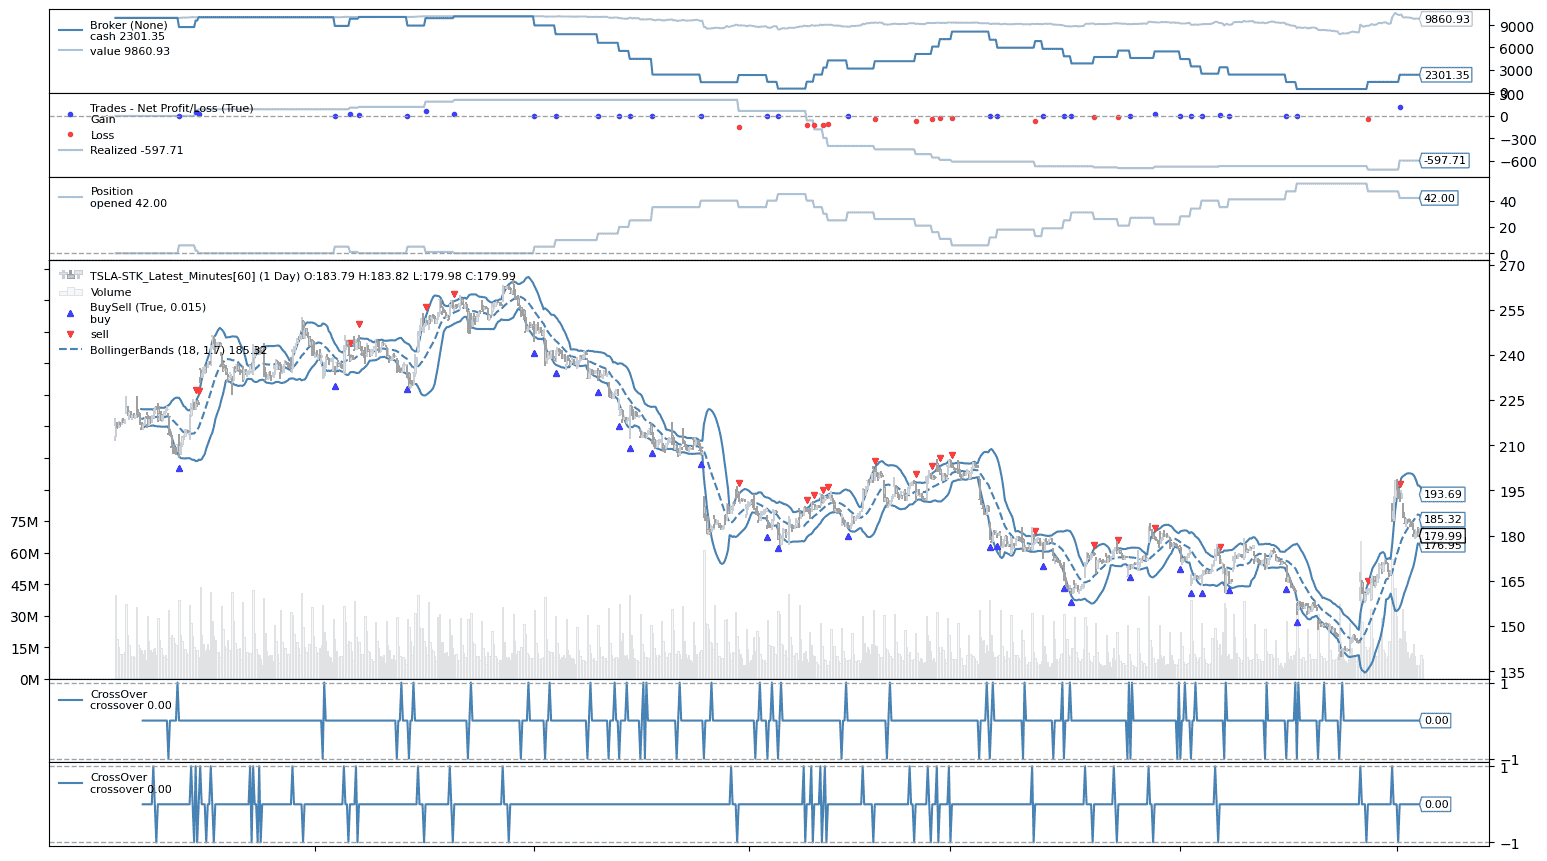 Broker (None)
cash 2301.35
value 9860.93
9860.93
2301.35
9000
6000
3000
0
Trades - Net Profit/Loss (True)
Gain
Loss
Realized -597.71
-597.71
300
0
−300
−600
Position
opened 42.00
42.00
40
20
0
TSLA-STK_Latest_Minutes[60] (1 Day) O:183.79 H:183.82 L:179.98 C:179.99
Volume
BuySell (True, 0.015)
buy
sell
BollingerBands (18, 1.7) 185.32
270
255
240
225
210
195
180
165
150
135
193.69
185.32
179.99
176.95
75M
60M
45M
30M
15M
0M
CrossOver
crossover 0.00
0.00
1
−1
CrossOver
crossover 0.00
0.00
1
−1